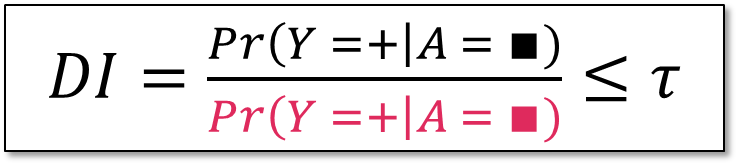 DI = Pr(Y =+|A = ■) / Pr(Y =+|A = ■) ≤ τ